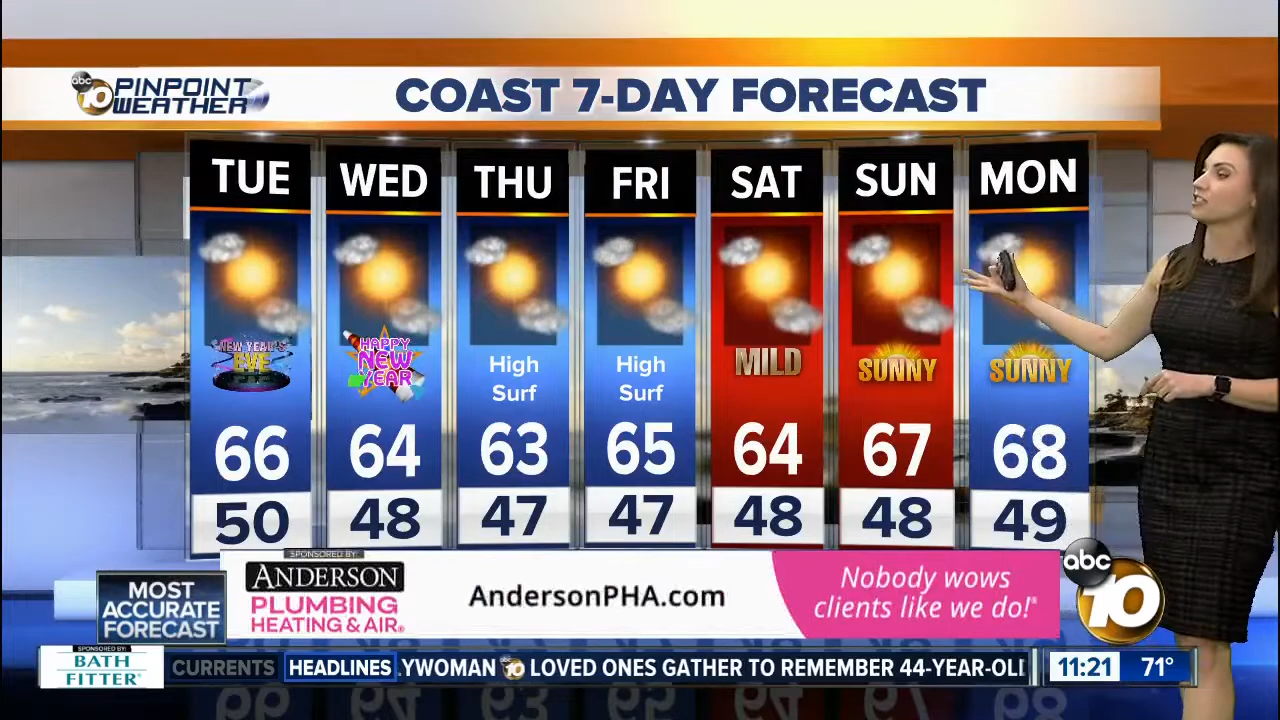 abc 10 PINPOINT WEATHER
COAST 7-DAY FORECAST
TUE WED THU FRI SAT SUN MON
NEW YEAR'S EVE
HAPPY NEW YEAR
High Surf
High Surf
MILD
SUNNY
SUNNY
66 64 63 65 64 67 68
50 48 47 47 48 48 49
SPONSORED BY:
ANDERSON
PLUMBING
HEATING & AIR®
AndersonPHA.com
Nobody wows
clients like we do!®
abc 10
MOST
ACCURATE
FORECAST
SPONSORED BY:
BATH
FITTER®
CURRENTS HEADLINES YWOMAN 10 LOVED ONES GATHER TO REMEMBER 44-YEAR-OL 11:21 71°